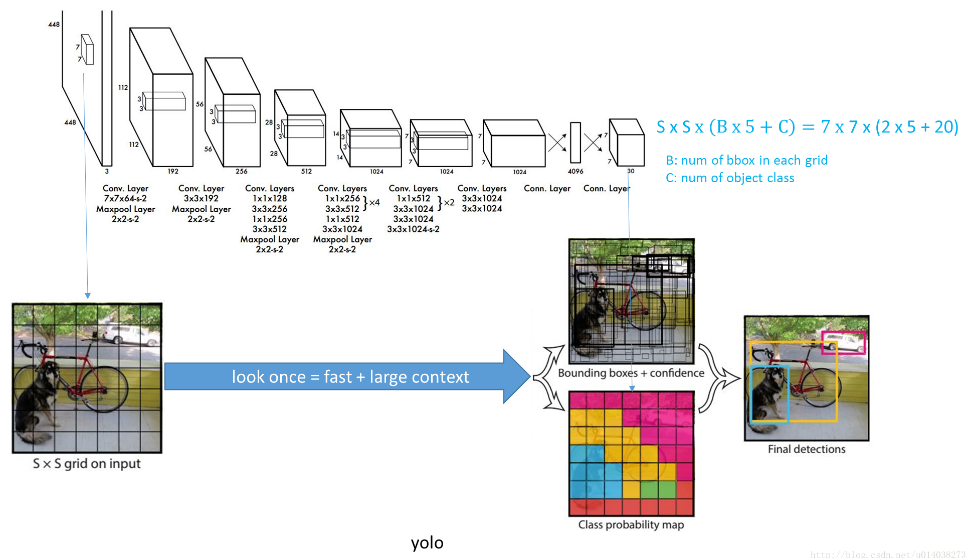 448
448
7
7
3
112
112
3
3
192
56
56
3
3
256
28
28
3
3
512
14
14
3
3
1024
7
7
3
3
1024
7
7
1024
4096
7
7
30
S x S x (B x 5 + C) = 7 x 7 x (2 x 5 + 20)
B: num of bbox in each grid
C: num of object class
Conv. Layer
7x7x64-s-2
Maxpool Layer
2x2-s-2
Conv. Layer
3x3x192
Maxpool Layer
2x2-s-2
Conv. Layers
1x1x128
3x3x256
1x1x256
3x3x512
Maxpool Layer
2x2-s-2
Conv. Layers
1x1x256
3x3x512
}×4
1x1x512
3x3x1024
Maxpool Layer
2x2-s-2
Conv. Layers
1x1x512
3x3x1024
}×2
3x3x1024
3x3x1024-s-2
Conv. Layers
3x3x1024
3x3x1024
Conn. Layer
Conn. Layer
S × S grid on input
look once = fast + large context
Bounding boxes + confidence
Class probability map
Final detections
yolo
http://blog.csdn.net/u014038273